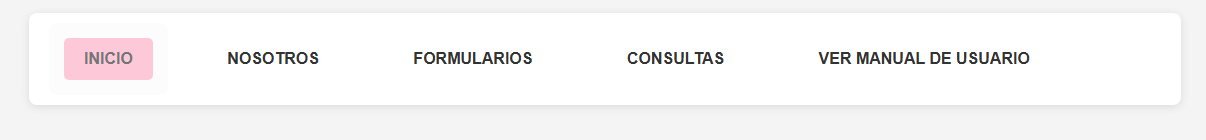 INICIO NOSOTROS FORMULARIOS CONSULTAS VER MANUAL DE USUARIO